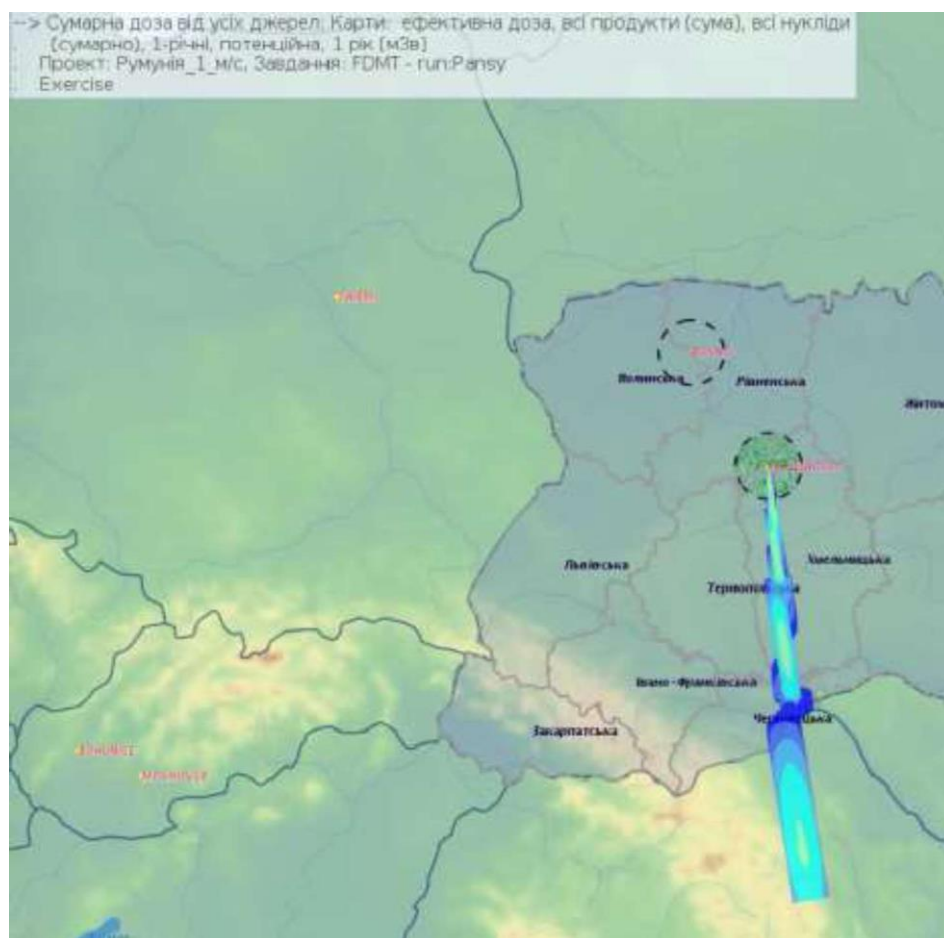 --> Сумарна доза від усіх джерел; Карти: ефективна доза, всі продукти (сума), всі нукліди
(сумарно), 1-річні, потенційна, 1 рік [мЗв]
Проект: Румунія_1_м/с, Завдання: FDMT - run:Pansy
Exercise
Волинська
Рівненська
Житом
Львівська
Хмельницька
Тернопільська
Івано-Франківська
Закарпатська
Чернівецька